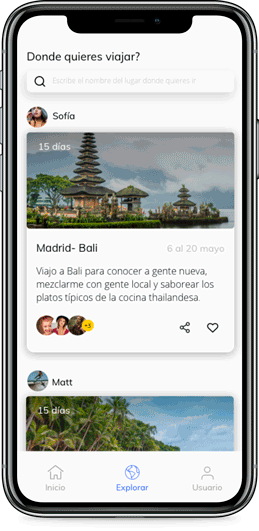 Donde quieres viajar?
Escribe el nombre del lugar donde quieres ir
Sofía
15 días
Madrid- Bali
6 al 20 mayo
Viajo a Bali para conocer a gente nueva,
mezclarme con gente local y saborear los
platos típicos de la cocina thailandesa.
+3
Matt
15 días
Inicio
Explorar
Usuario